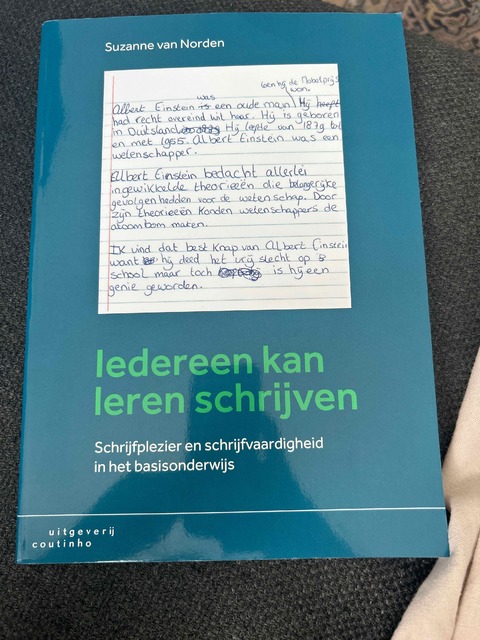 Suzanne van Norden
toen hij de Nobelprijs
was won.
Albert Einstein is een oude man. Hij heeft
had recht overeind wit haar. Hij is geboren
in Duitsland. Hij leefde van 1879 tot
en met 1955. Albert Einstein was een
wetenschapper.
Albert Einstein bedacht allerlei
ingewikkelde theorieën die belangrijke
gevolgen hadden voor de wetenschap. Door
zijn theorieën konden wetenschappers de
atoombom maken.
Ik vind dat best knap van Albert Einstein
want hij deed het vrij slecht op
school maar toch is hij een
genie geworden.
Iedereen kan
leren schrijven
Schrijfplezier en schrijfvaardigheid
in het basisonderwijs
uitgeverij
coutinho